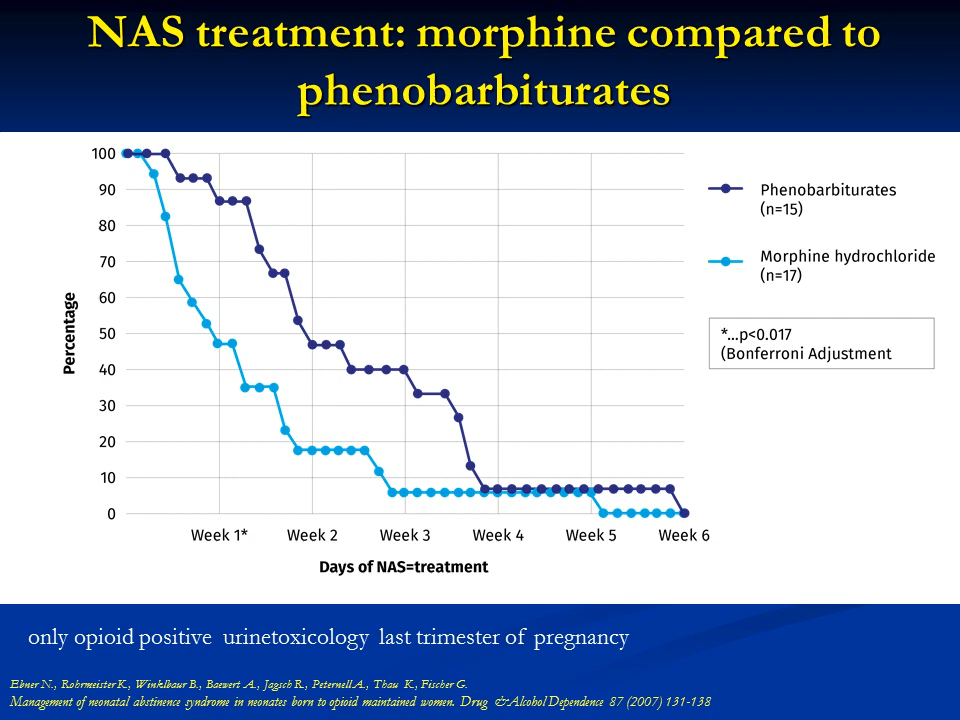 NAS treatment: morphine compared to
phenobarbiturates
100
90
80
70
60
50
40
30
20
10
0
Percentage
Week 1*
Week 2
Week 3
Week 4
Week 5
Week 6
Days of NAS=treatment
Phenobarbiturates
(n=15)
Morphine hydrochloride
(n=17)
*...p<0.017
(Bonferroni Adjustment
only opioid positive urinetoxicology last trimester of pregnancy
Ebner N., Rohrmeister K., Winklbaur B., Baewert A., Jagsch R., Peternell A., Thau K., Fischer G.
Management of neonatal abstinence syndrome in neonates born to opioid maintained women. Drug & Alcohol Dependence 87 (2007) 131-138